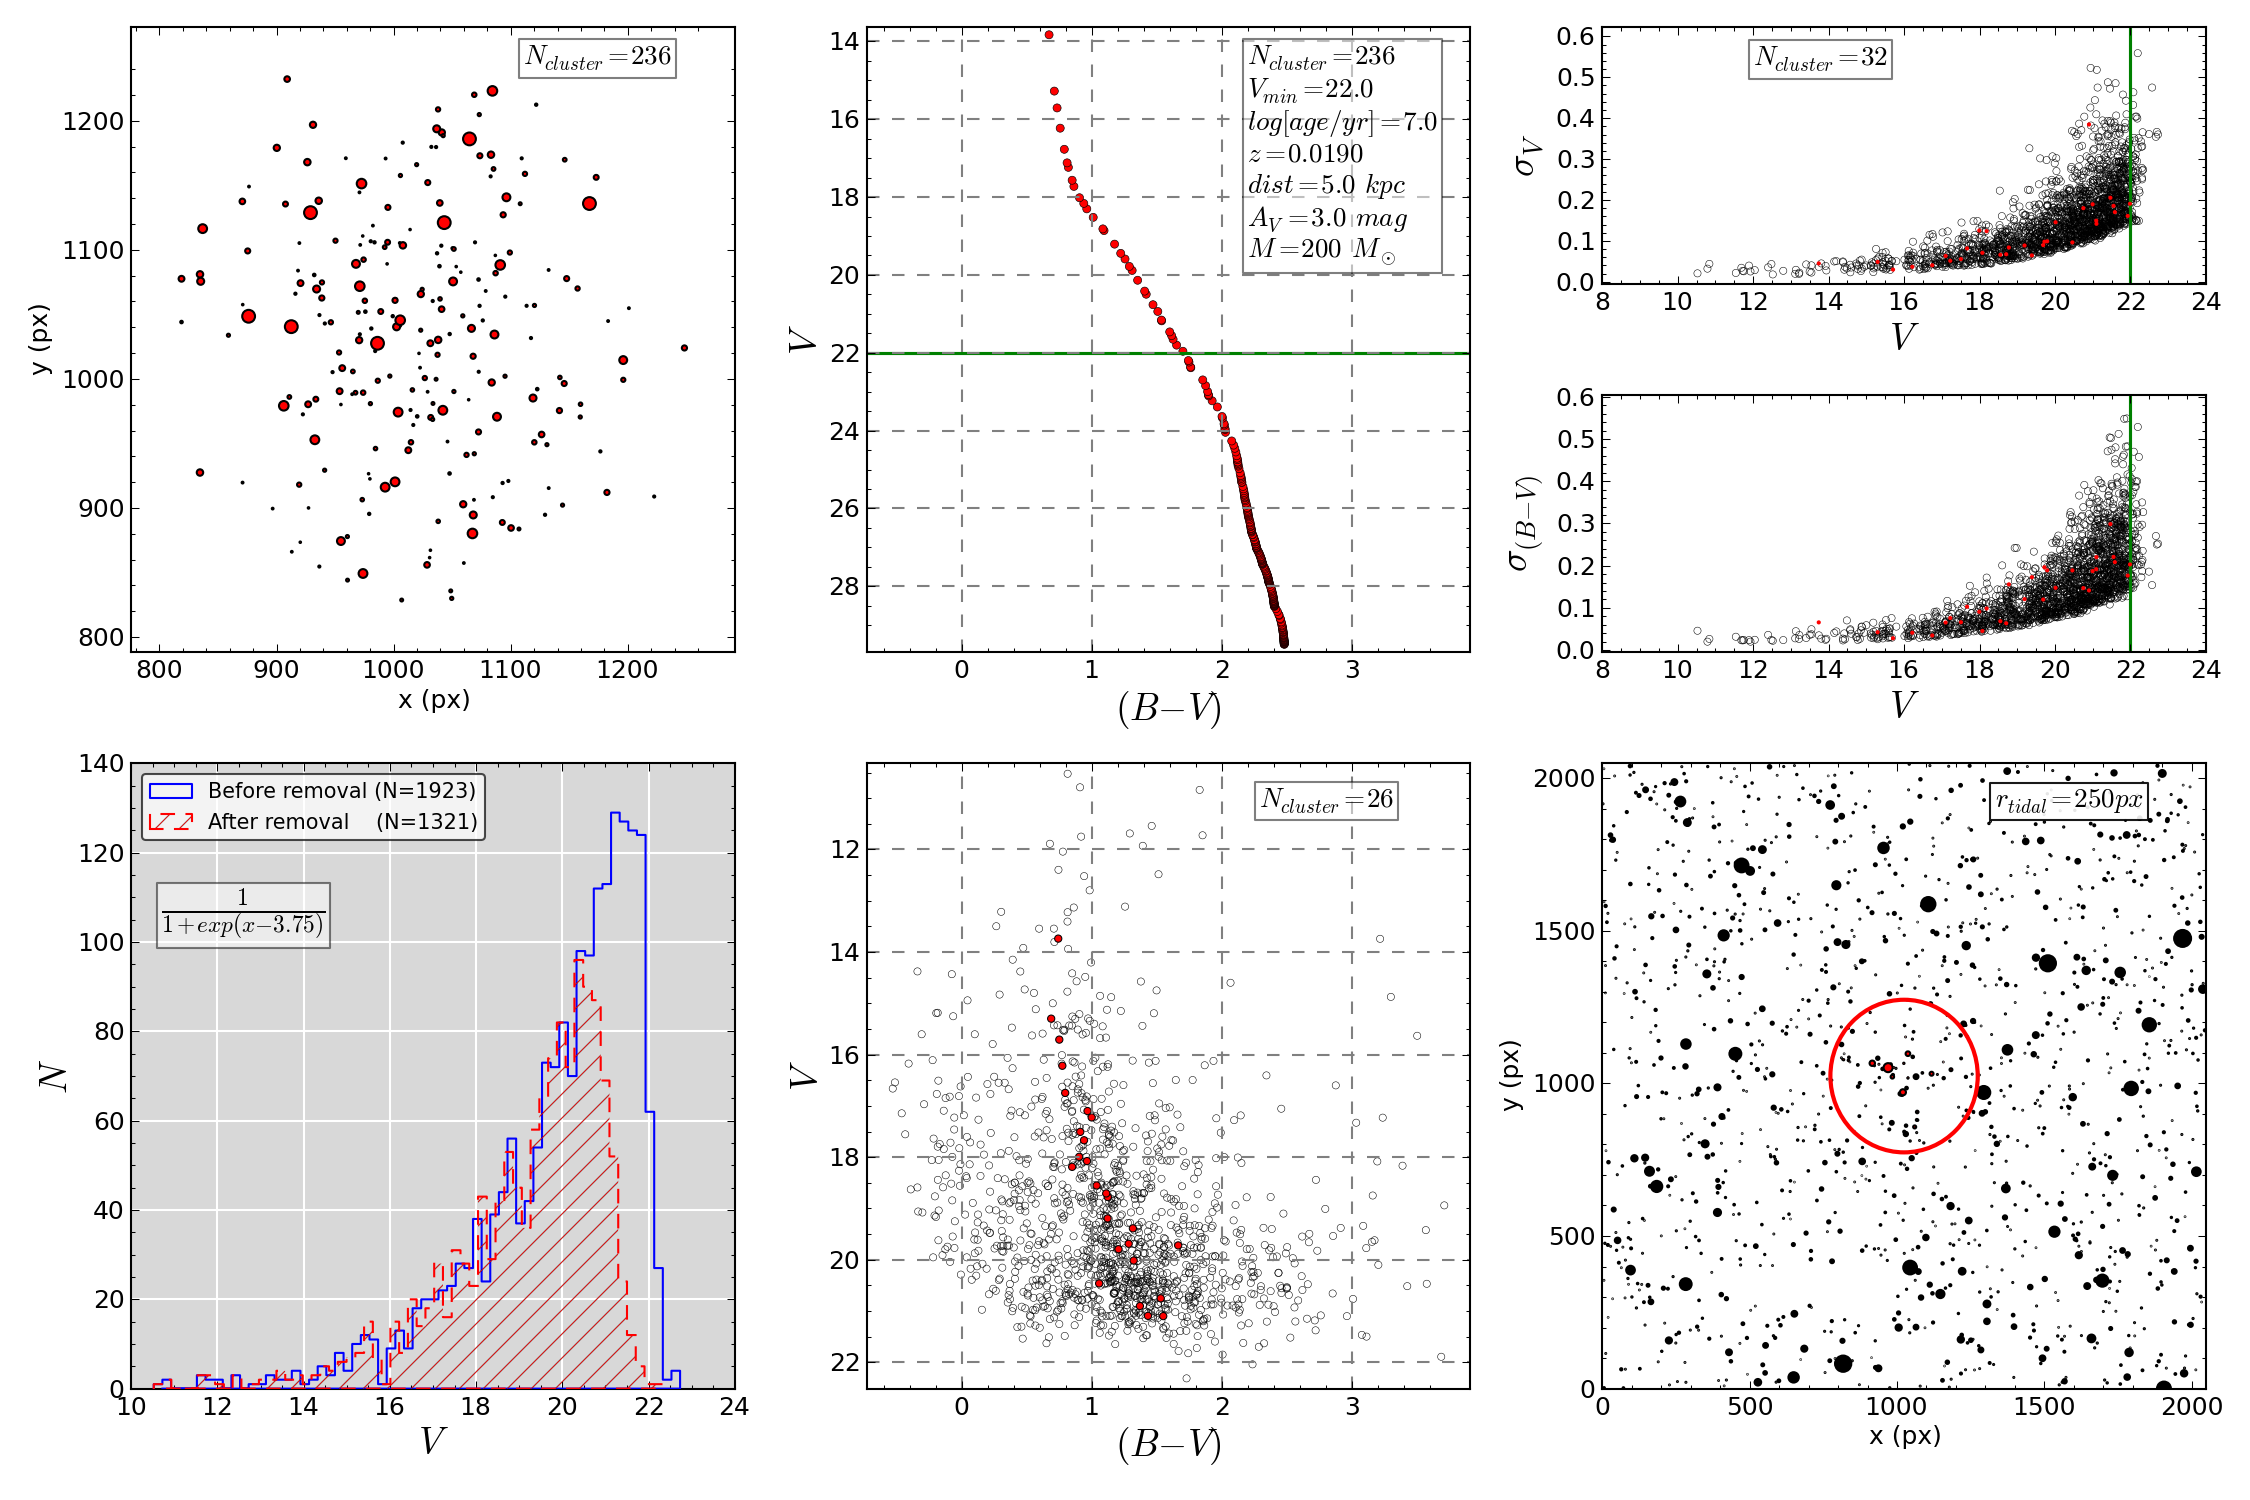 N_cluster=236
1200
1100
1000
900
800
y (px)
800 900 1000 1100 1200
x (px)
N_cluster=236
V_min=22.0
log[age/yr]=7.0
z=0.0190
dist=5.0 kpc
A_V=3.0 mag
M=200 M_⊙
14
16
18
20
22
24
26
28
V
0 1 2 3
(B−V)
N_cluster=32
0.6
0.5
0.4
0.3
0.2
0.1
0.0
σ_V
8 10 12 14 16 18 20 22 24
V
0.6
0.5
0.4
0.3
0.2
0.1
0.0
σ_(B−V)
8 10 12 14 16 18 20 22 24
V
Before removal (N=1923)
After removal (N=1321)
1
1+exp(x−3.75)
140
120
100
80
60
40
20
0
N
10 12 14 16 18 20 22 24
V
N_cluster=26
12
14
16
18
20
22
V
0 1 2 3
(B−V)
r_tidal=250px
2000
1500
1000
500
0
y (px)
0 500 1000 1500 2000
x (px)